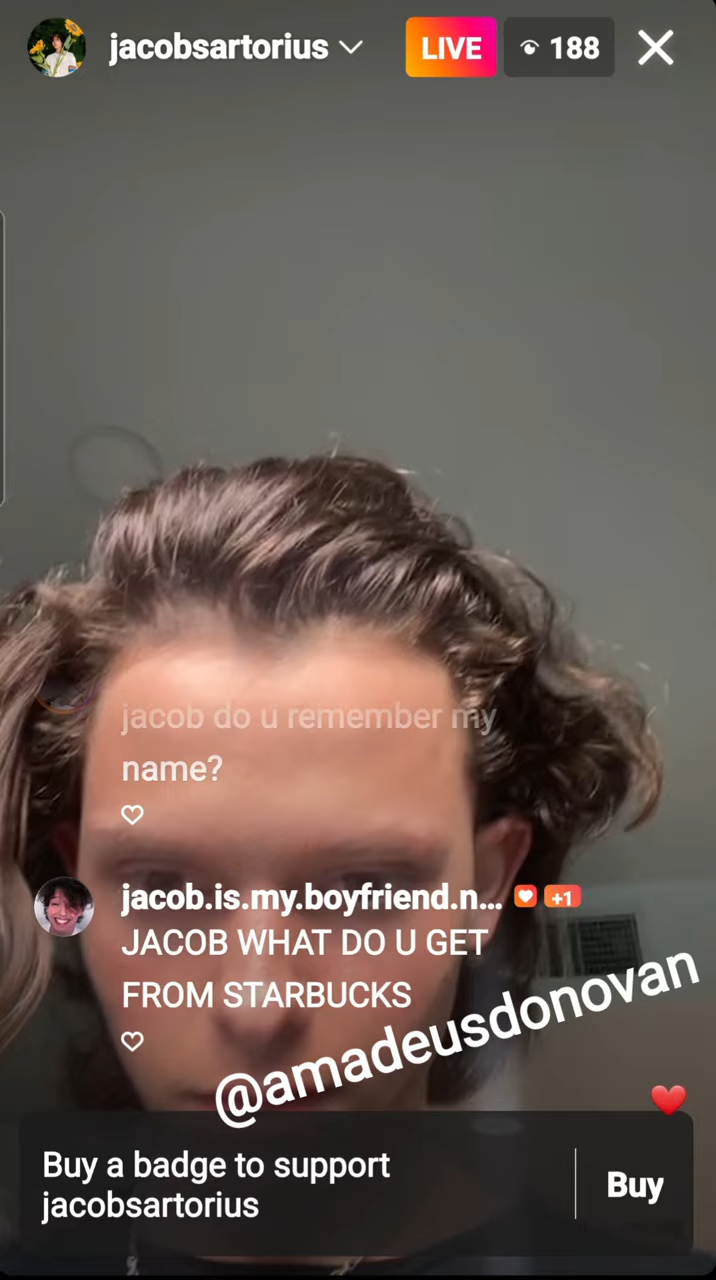 jacobsartorius
LIVE
188
jacob do u remember my
name?
jacob.is.my.boyfriend.n...
+1
JACOB WHAT DO U GET
FROM STARBUCKS
@amadeusdonovan
Buy a badge to support
jacobsartorius
Buy